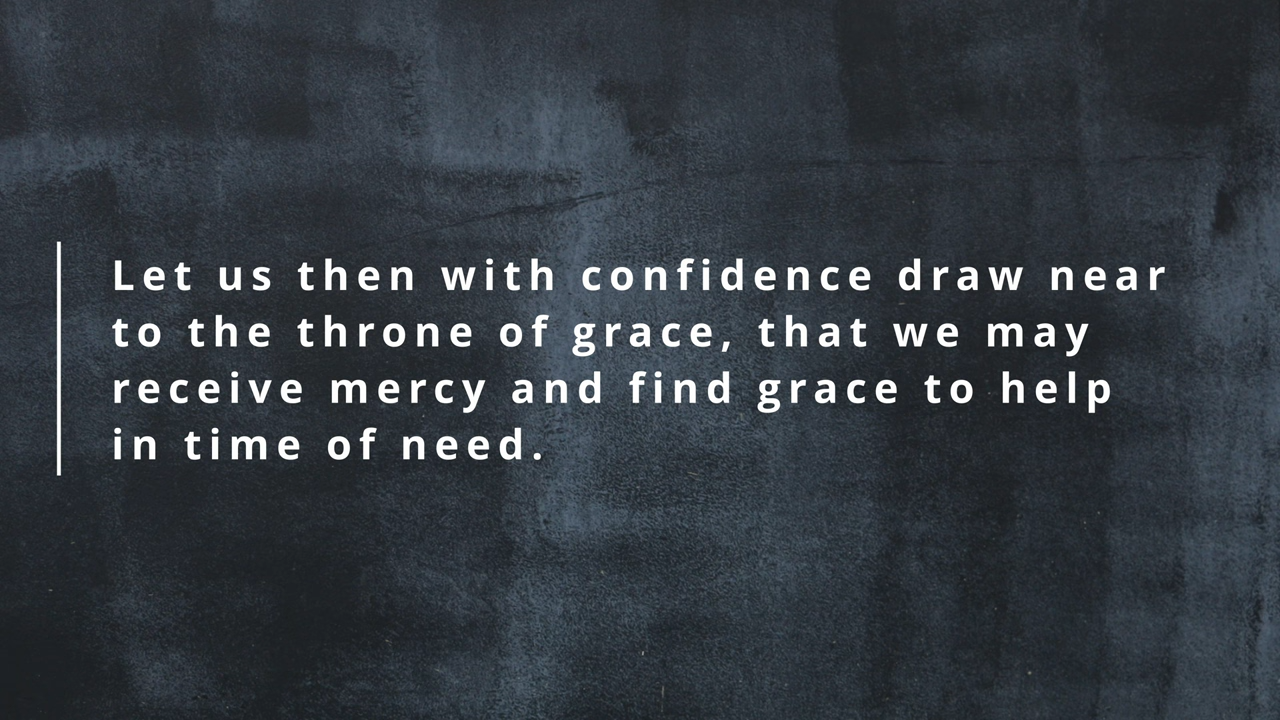 Let us then with confidence draw near
to the throne of grace, that we may
receive mercy and find grace to help
in time of need.